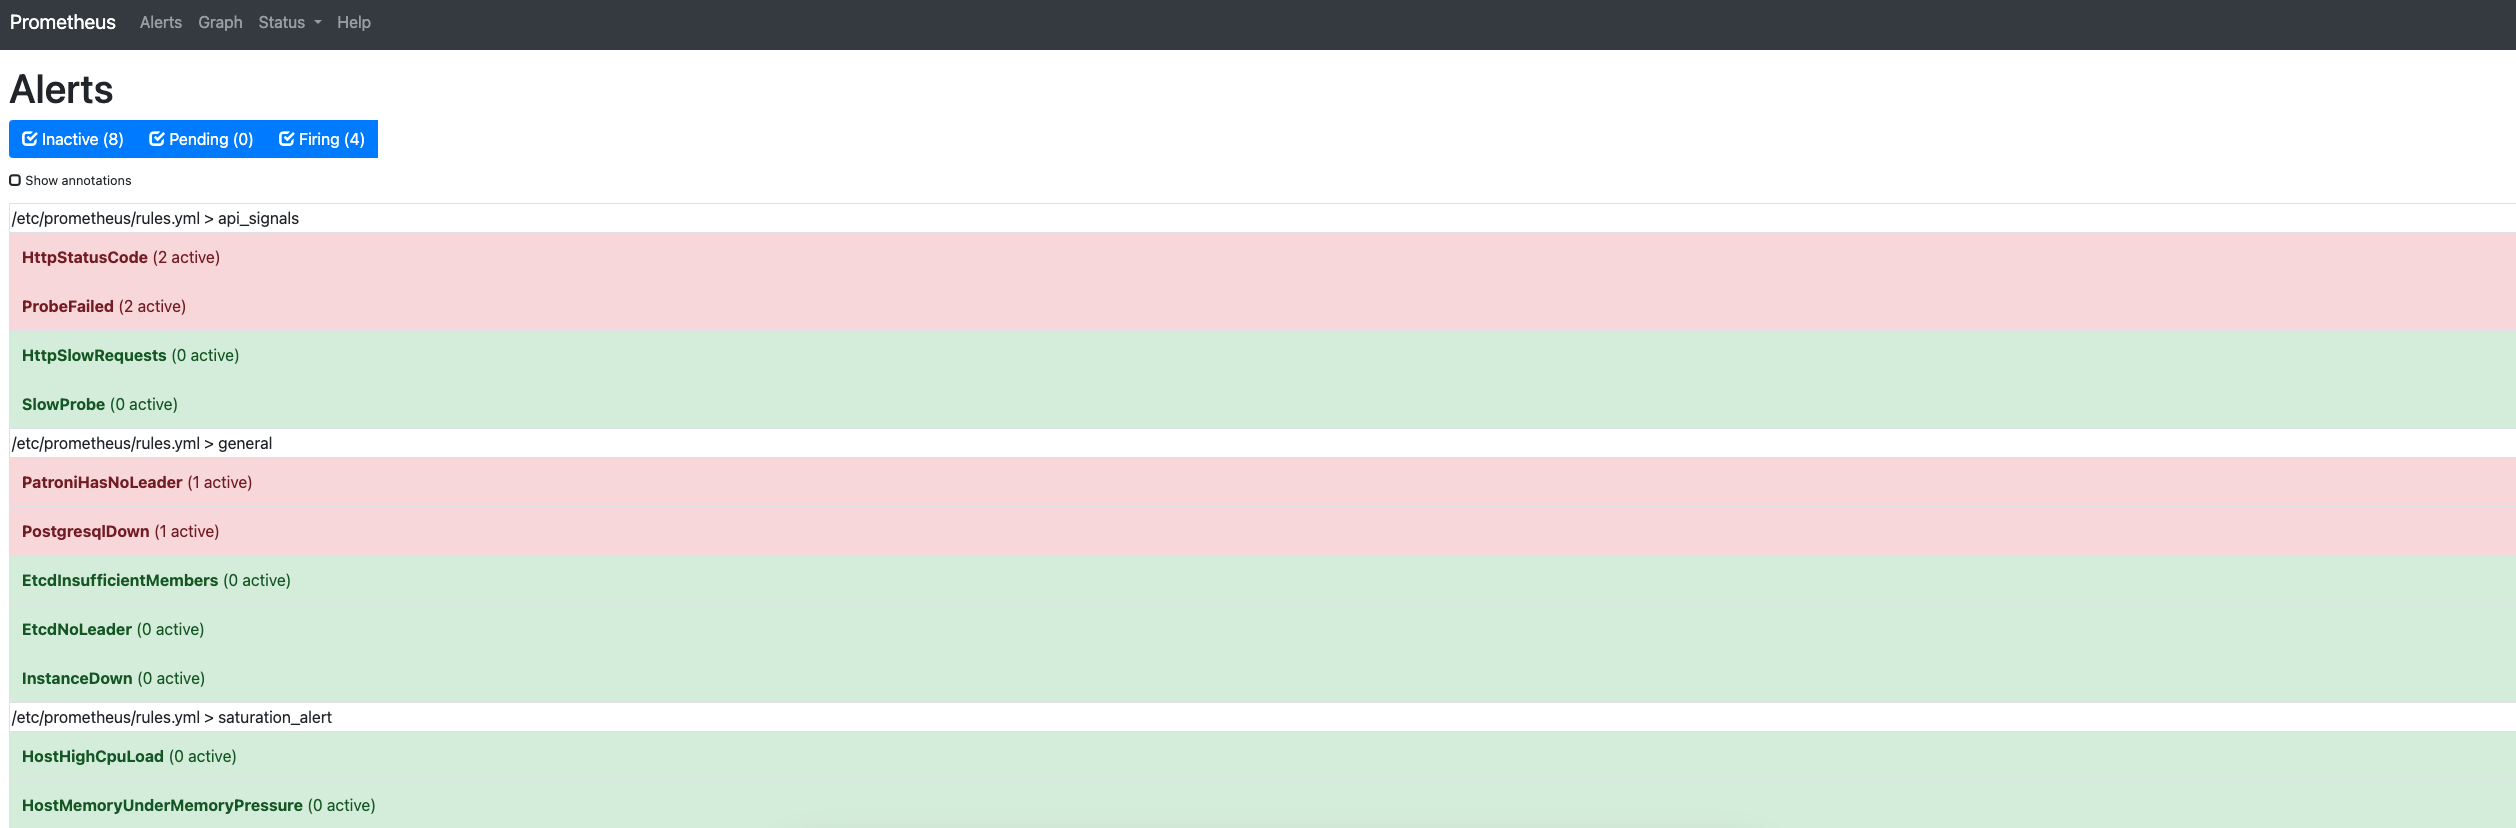 Prometheus Alerts Graph Status Help
Alerts
Inactive (8) Pending (0) Firing (4)
Show annotations
/etc/prometheus/rules.yml > api_signals
HttpStatusCode (2 active)
ProbeFailed (2 active)
HttpSlowRequests (0 active)
SlowProbe (0 active)
/etc/prometheus/rules.yml > general
PatroniHasNoLeader (1 active)
PostgresqlDown (1 active)
EtcdInsufficientMembers (0 active)
EtcdNoLeader (0 active)
InstanceDown (0 active)
/etc/prometheus/rules.yml > saturation_alert
HostHighCpuLoad (0 active)
HostMemoryUnderMemoryPressure (0 active)